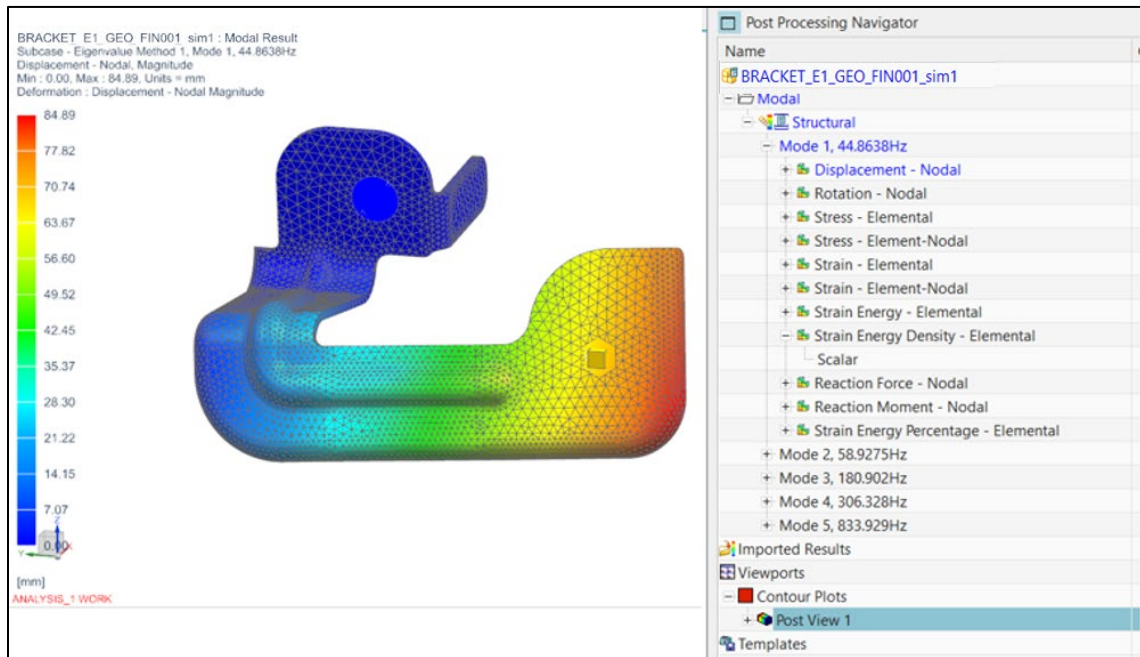 BRACKET_E1_GEO_FIN001_sim1 : Modal Result
Subcase - Eigenvalue Method 1, Mode 1, 44.8638Hz
Displacement - Nodal, Magnitude
Min : 0.00, Max : 84.89, Units = mm
Deformation : Displacement - Nodal Magnitude
84.89
77.82
70.74
63.67
56.60
49.52
42.45
35.37
28.30
21.22
14.15
7.07
0.00
Z
Y
X
[mm]
ANALYSIS_1 WORK
Post Processing Navigator
Name
BRACKET_E1_GEO_FIN001_sim1
Modal
Structural
Mode 1, 44.8638Hz
Displacement - Nodal
Rotation - Nodal
Stress - Elemental
Stress - Element-Nodal
Strain - Elemental
Strain - Element-Nodal
Strain Energy - Elemental
Strain Energy Density - Elemental
Scalar
Reaction Force - Nodal
Reaction Moment - Nodal
Strain Energy Percentage - Elemental
Mode 2, 58.9275Hz
Mode 3, 180.902Hz
Mode 4, 306.328Hz
Mode 5, 833.929Hz
Imported Results
Viewports
Contour Plots
Post View 1
Templates